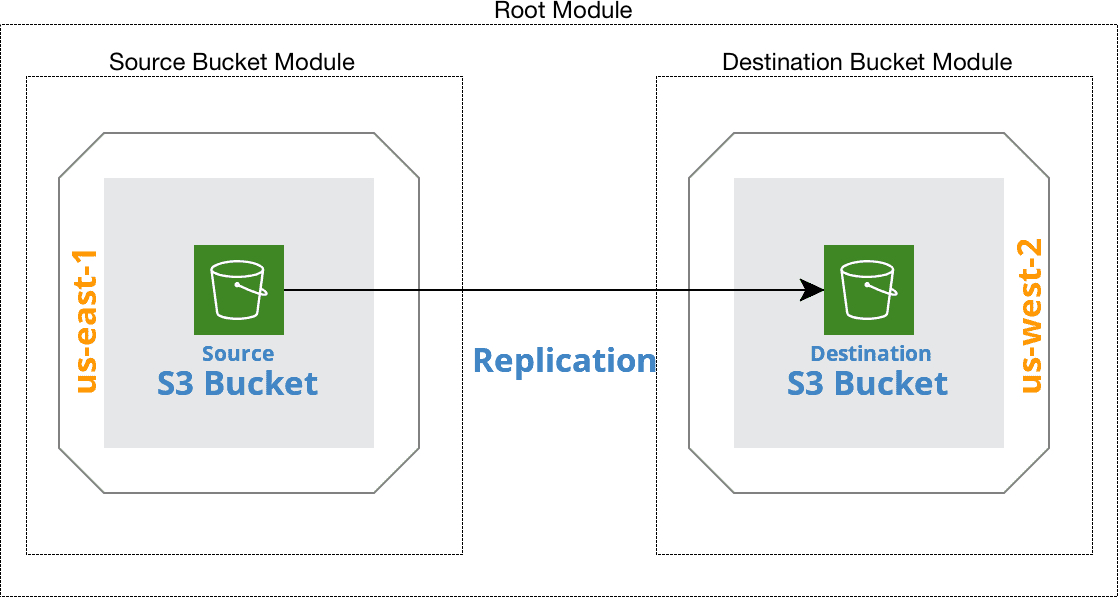 Root Module
Source Bucket Module
Destination Bucket Module
us-east-1
Source
S3 Bucket
Replication
Destination
S3 Bucket
us-west-2